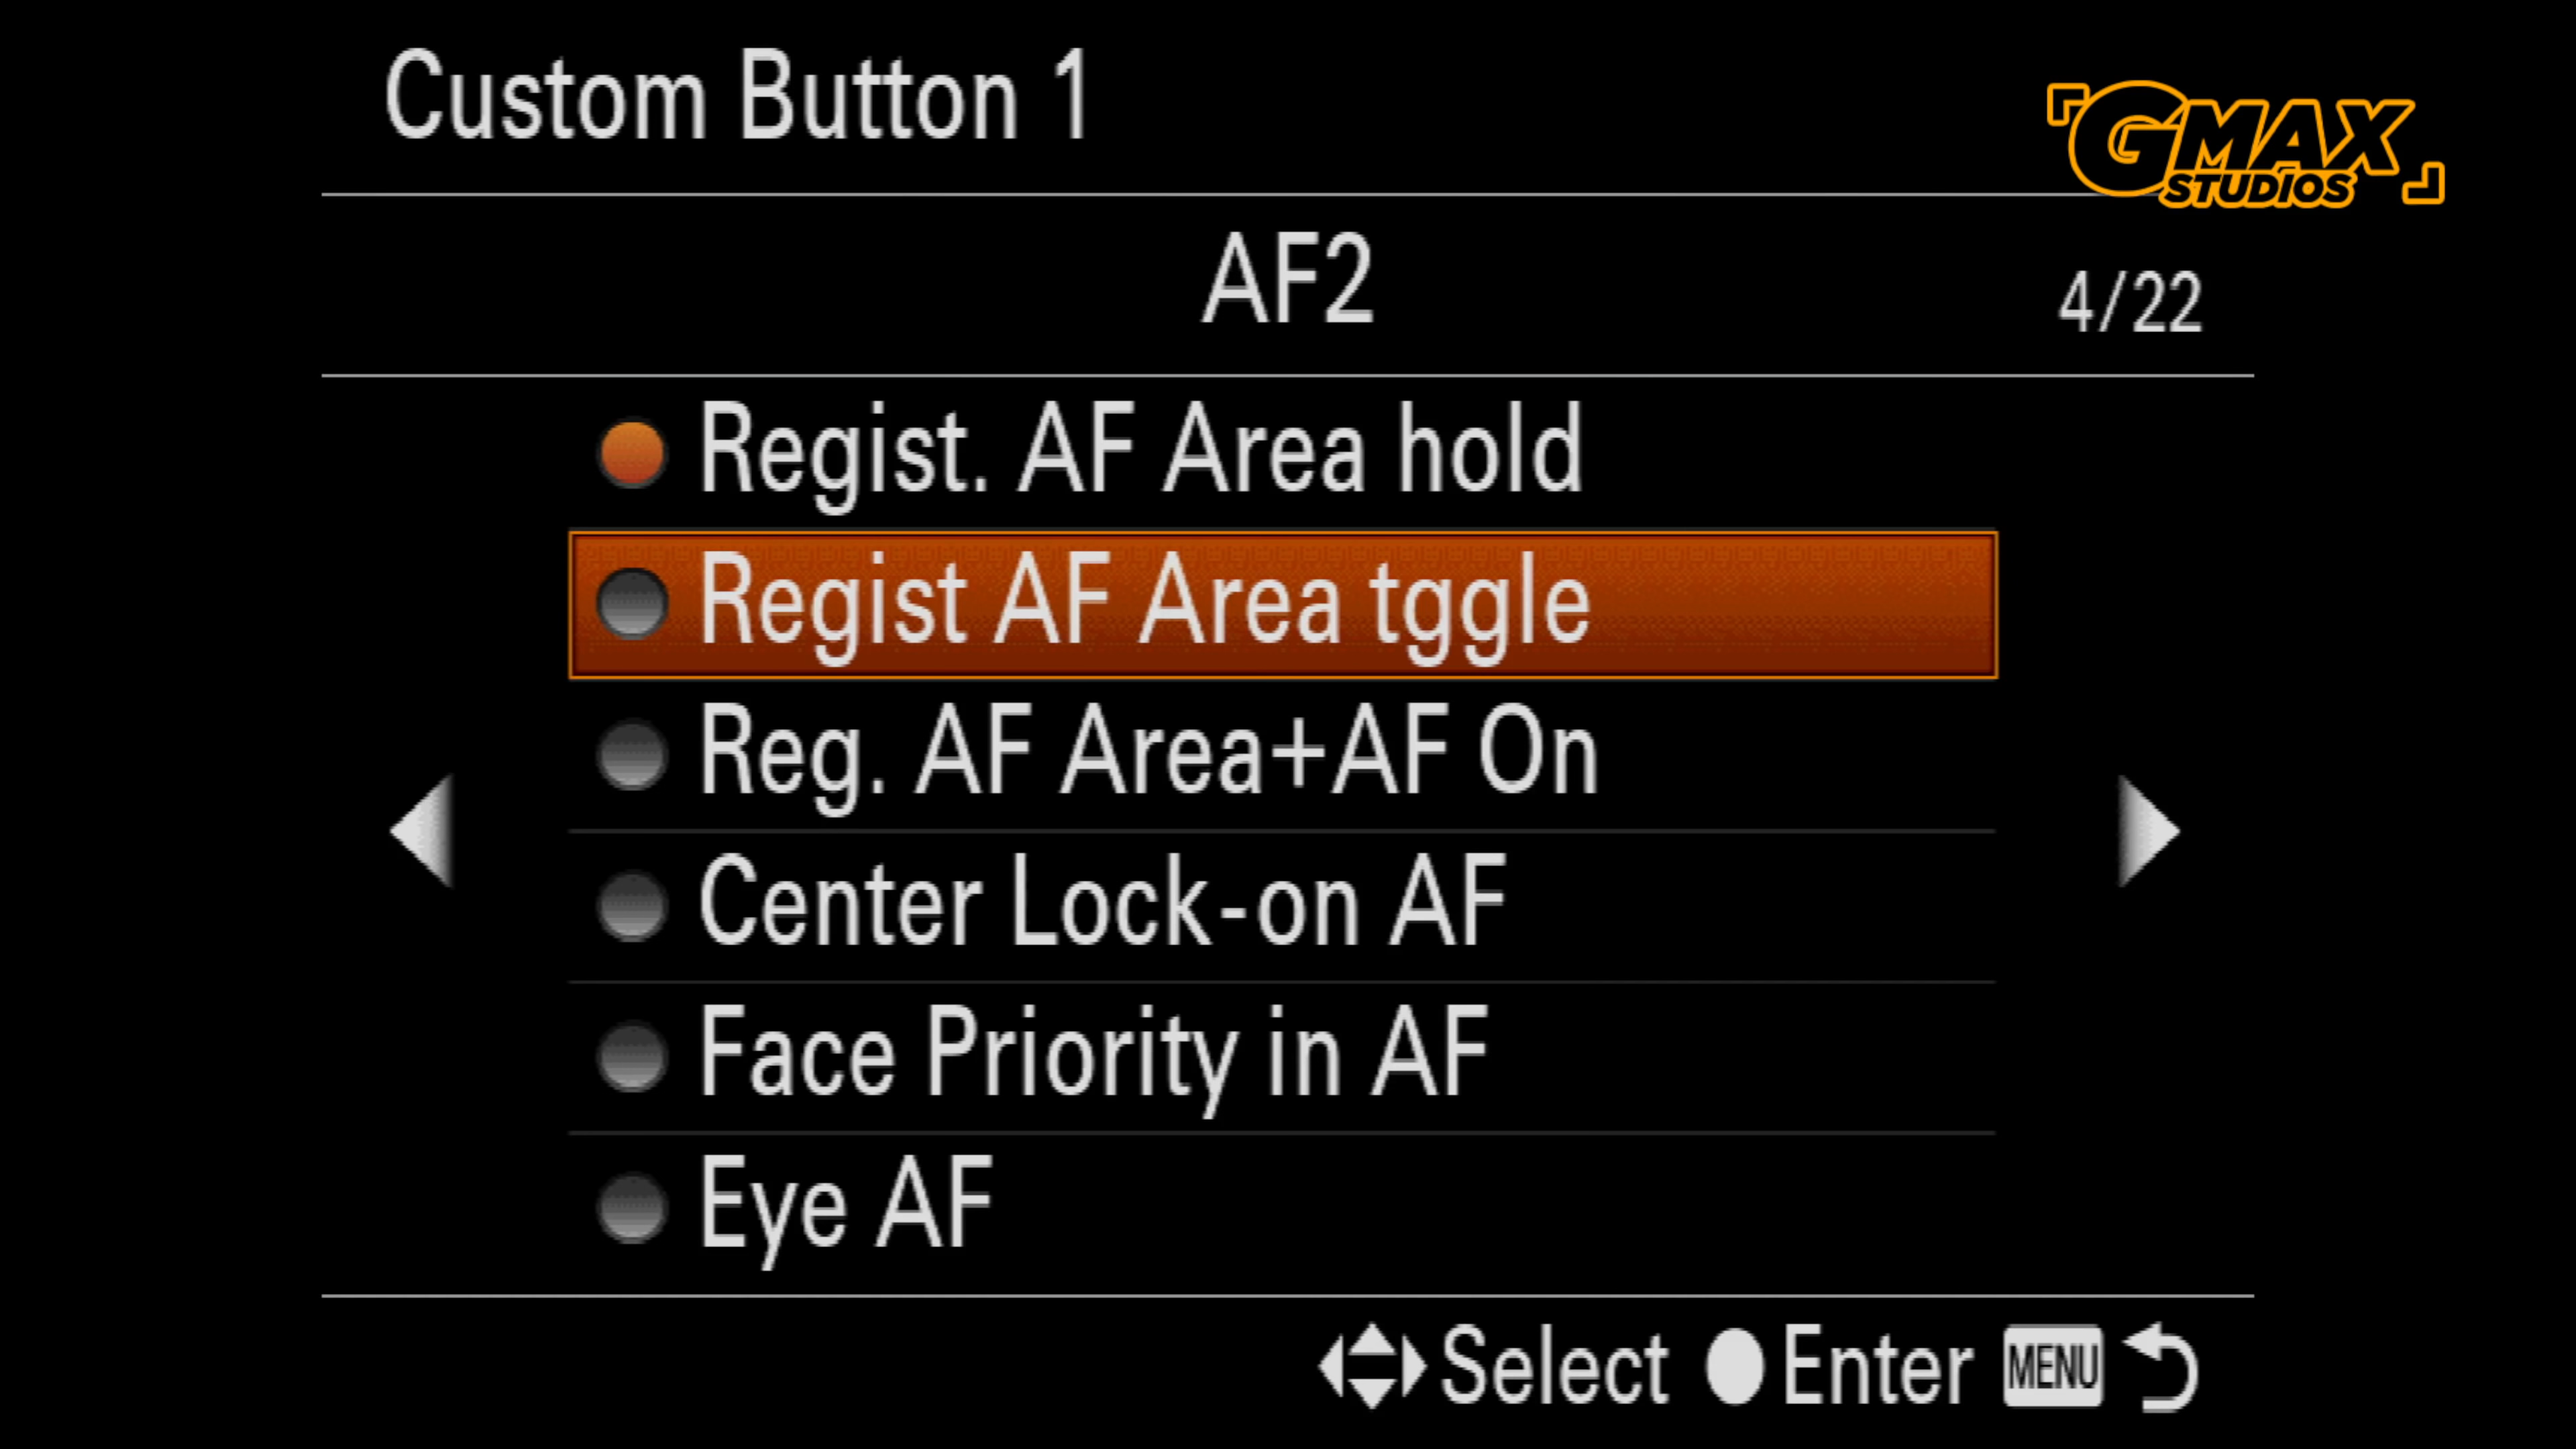 Custom Button 1
GMAX
STUDIOS
AF2
4/22
Regist. AF Area hold
Regist AF Area tggle
Reg. AF Area+AF On
Center Lock-on AF
Face Priority in AF
Eye AF
Select Enter MENU